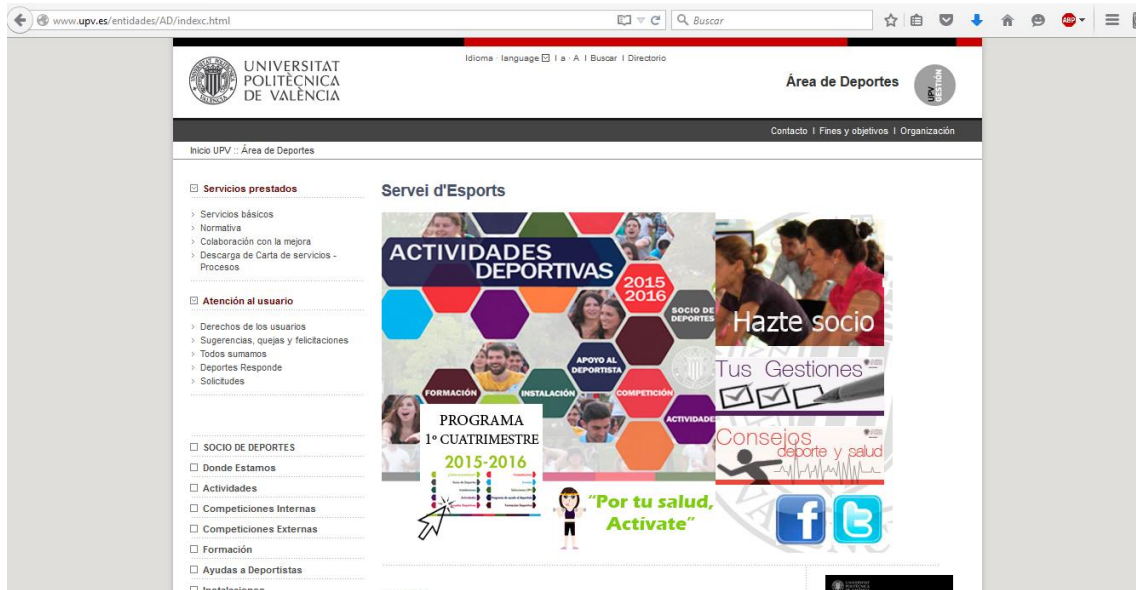 www.upv.es/entidades/AD/indexc.html
Buscar
ABP
UNIVERSITAT
POLITÈCNICA
DE VALÈNCIA
Idioma · language | a · A | Buscar | Directorio
Área de Deportes
UPV
GESTIÓN
Contacto | Fines y objetivos | Organización
Inicio UPV :: Área de Deportes
Servicios prestados
> Servicios básicos
> Normativa
> Colaboración con la mejora
> Descarga de Carta de servicios -
Procesos
Atención al usuario
> Derechos de los usuarios
> Sugerencias, quejas y felicitaciones
> Todos sumamos
> Deportes Responde
> Solicitudes
SOCIO DE DEPORTES
Donde Estamos
Actividades
Competiciones Internas
Competiciones Externas
Formación
Ayudas a Deportistas
Instalaciones
Servei d'Esports
ACTIVIDADES
DEPORTIVAS
2015
2016
SOCIO DE
DEPORTES
APOYO AL
DEPORTISTA
FORMACIÓN
INSTALACIÓN
COMPETICIÓN
ACTIVIDADE
PROGRAMA
1º CUATRIMESTRE
2015-2016
"Por tu salud,
Actívate"
Hazte socio
Tus Gestiones
Consejos
deporte y salud